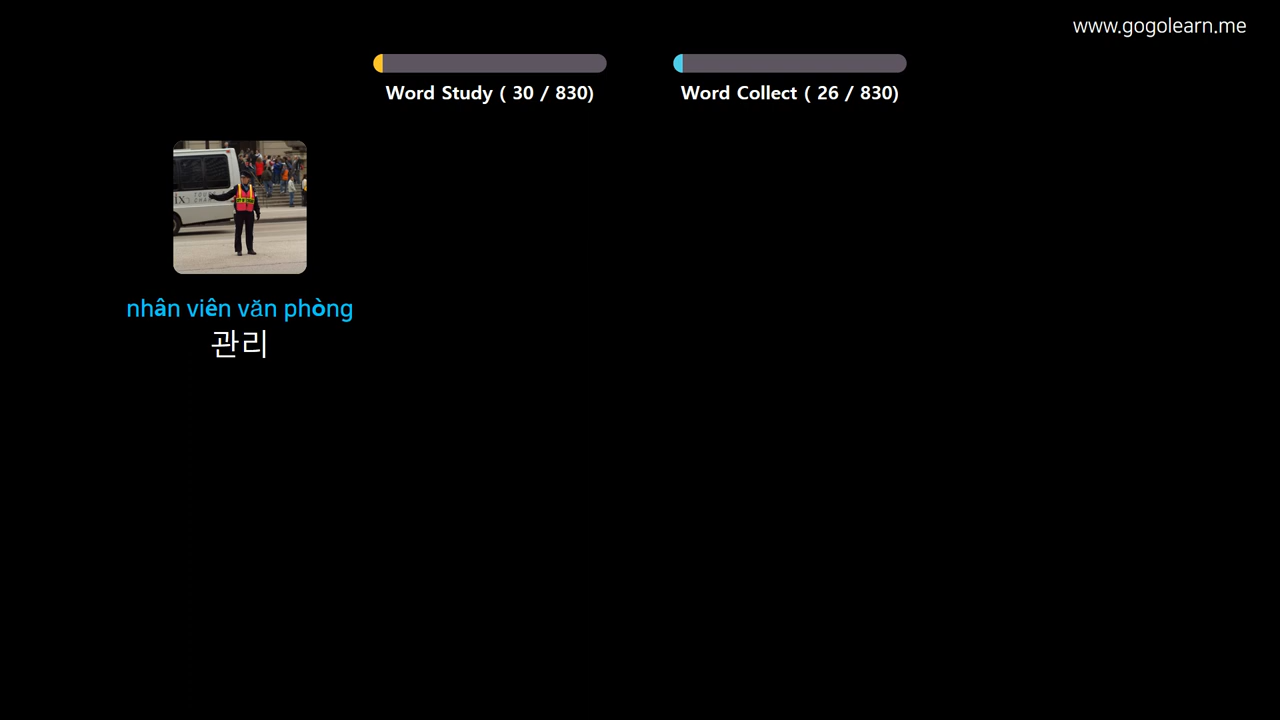 www.gogolearn.me
Word Study ( 30 / 830)
Word Collect ( 26 / 830)
nhân viên văn phòng
관리